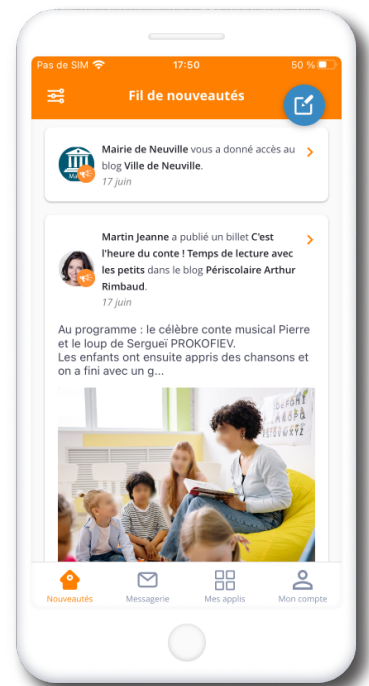 Pas de SIM 17:50 50 %
Fil de nouveautés
Mairie de Neuville vous a donné accès au
blog Ville de Neuville.
17 juin
Martin Jeanne a publié un billet C'est
l'heure du conte ! Temps de lecture avec
les petits dans le blog Périscolaire Arthur
Rimbaud.
17 juin
Au programme : le célèbre conte musical Pierre
et le loup de Sergueï PROKOFIEV.
Les enfants ont ensuite appris des chansons et
on a fini avec un g...
Nouveautés Messagerie Mes applis Mon compte